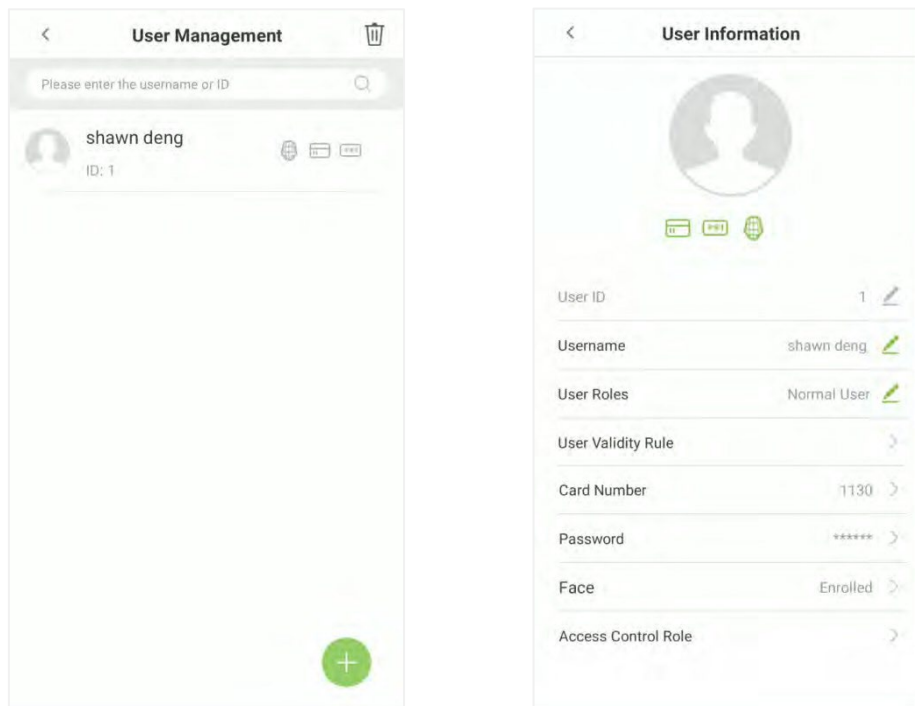 User Management
Please enter the username or ID
shawn deng
ID: 1
User Information
User ID 1
Username shawn deng
User Roles Normal User
User Validity Rule
Card Number 1130
Password ******
Face Enrolled
Access Control Role